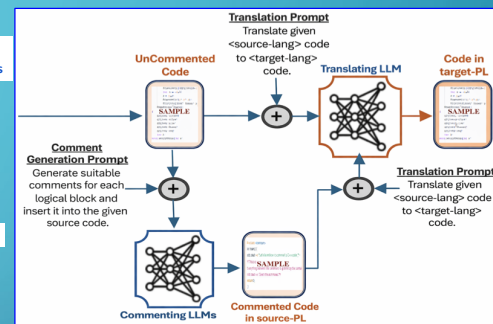 Translation Prompt
Translate given
<source-lang> code
to <target-lang>
code.
UnCommented
Code
SAMPLE
Translating LLM
Code in
target-PL
SAMPLE
s
Comment
Generation Prompt
Generate suitable
comments for each
logical block and
insert it into the given
source code.
+
+
+
Translation Prompt
Translate given
<source-lang> code
to <target-lang>
code.
SAMPLE
Commenting LLMs
Commented Code
in source-PL